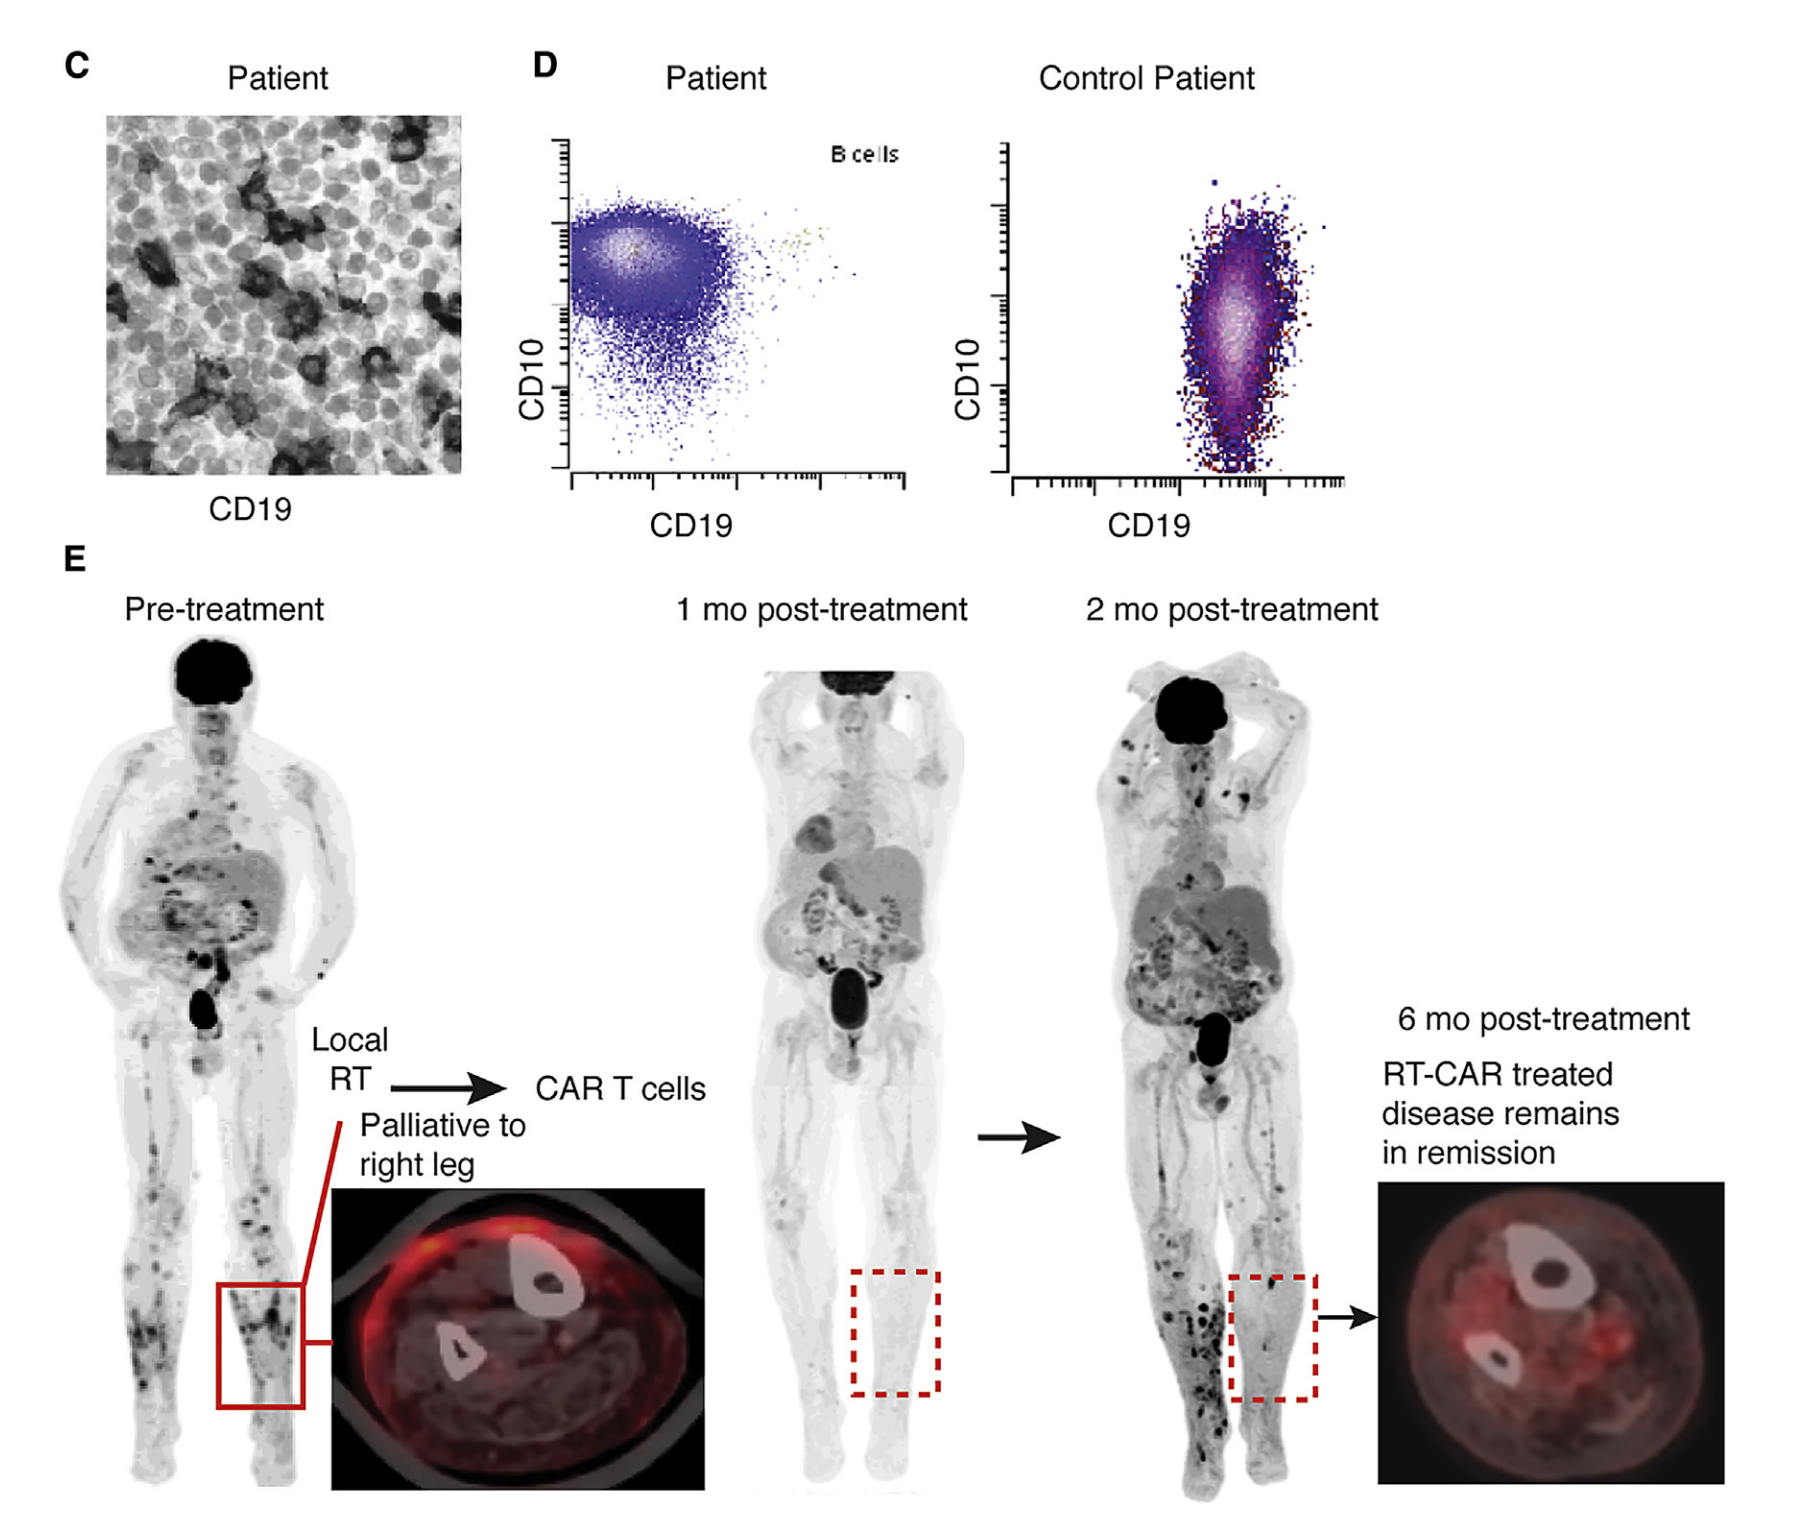 C
Patient
CD19
D
Patient
Control Patient
B cells
CD10
CD19
CD10
CD19
E
Pre-treatment
1 mo post-treatment
2 mo post-treatment
Local
RT
CAR T cells
Palliative to
right leg
6 mo post-treatment
RT-CAR treated
disease remains
in remission